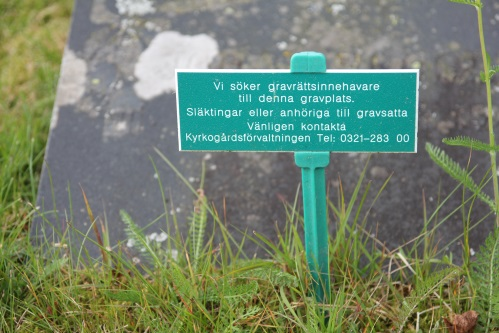 Vi söker gravrättsinnehavare
till denna gravplats.
Släktingar eller anhöriga till gravsatta
Vänligen kontakta
Kyrkogårdsförvaltningen Tel: 0321–283 00